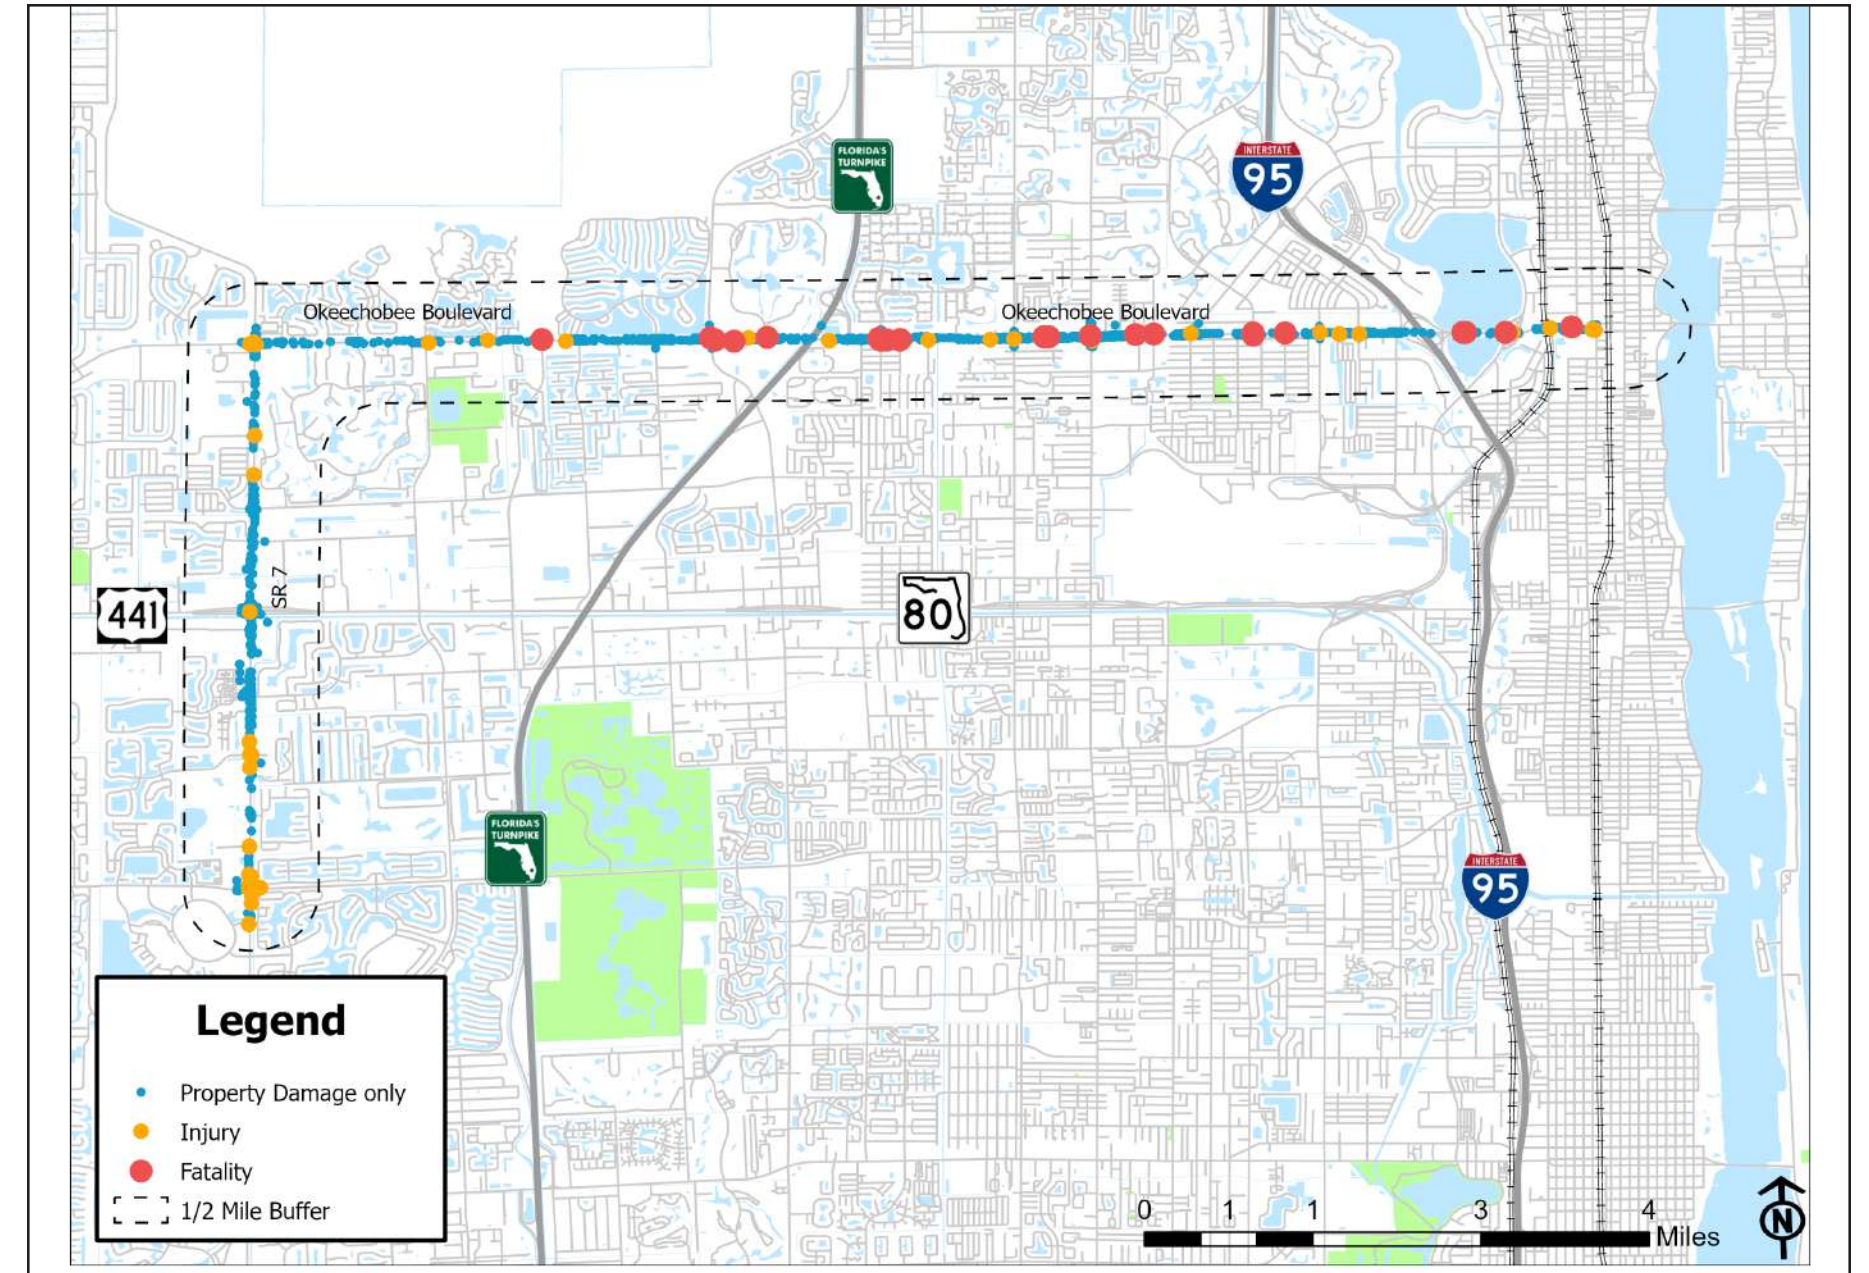 FLORIDA'S
TURNPIKE
INTERSTATE
95
Okeechobee Boulevard
Okeechobee Boulevard
SR 7
441
80
FLORIDA'S
TURNPIKE
INTERSTATE
95
Legend
Property Damage only
Injury
Fatality
1/2 Mile Buffer
0 1 1 3 4
Miles
N